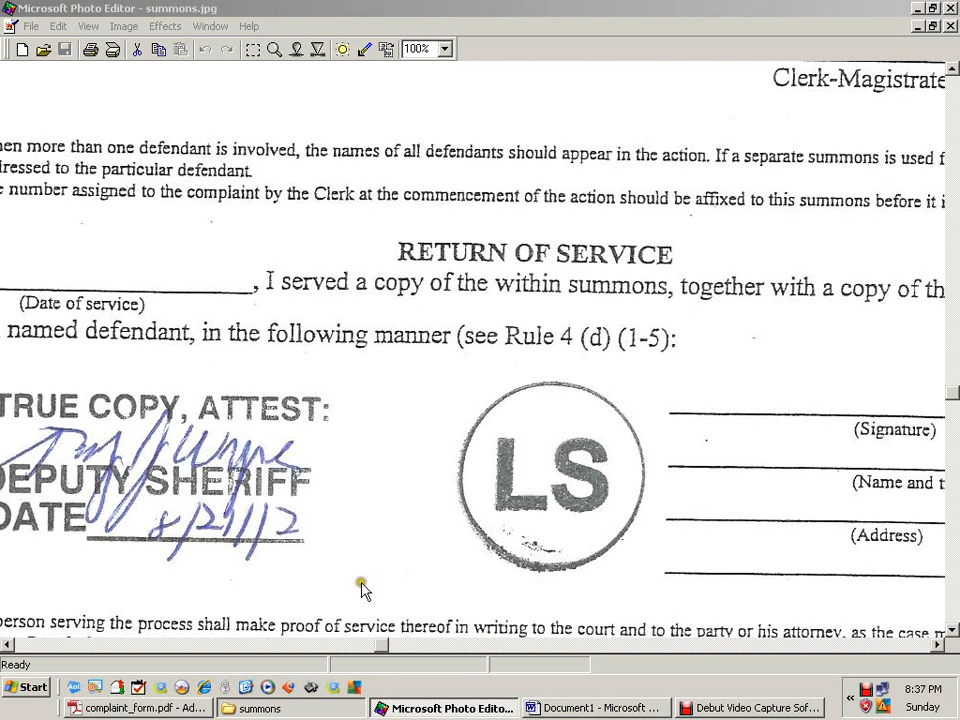 Microsoft Photo Editor - summons.jpg
File Edit View Image Effects Window Help
100%
Clerk-Magistrate
hen more than one defendant is involved, the names of all defendants should appear in the action. If a separate summons is used f
dressed to the particular defendant.
e number assigned to the complaint by the Clerk at the commencement of the action should be affixed to this summons before it i
RETURN OF SERVICE
, I served a copy of the within summons, together with a copy of th
(Date of service)
named defendant, in the following manner (see Rule 4 (d) (1-5):
TRUE COPY, ATTEST:
DEPUTY SHERIFF
DATE 8/21/12
LS
(Signature)
(Name and t
(Address)
person serving the process shall make proof of service thereof in writing to the court and to the party or his attorney, as the case m
Ready
Start
8:37 PM
Sunday
complaint_form.pdf - Ad...
summons
Microsoft Photo Edito...
Document1 - Microsoft ...
Debut Video Capture Sof...